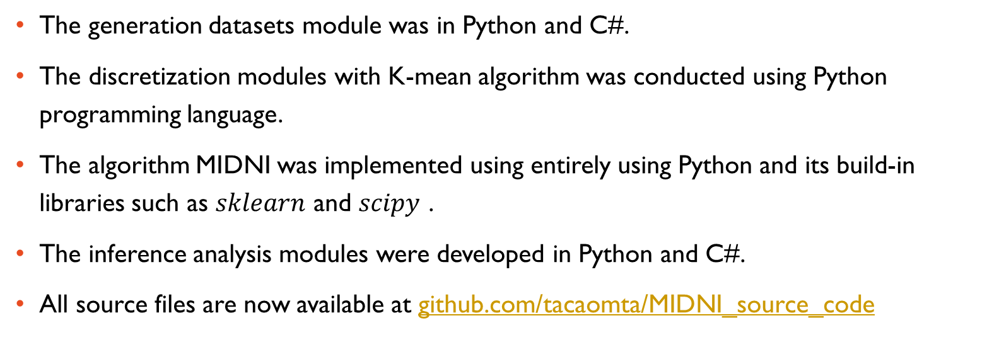 • The generation datasets module was in Python and C#.
• The discretization modules with K-mean algorithm was conducted using Python
programming language.
• The algorithm MIDNI was implemented using entirely using Python and its build-in
libraries such as sklearn and scipy .
• The inference analysis modules were developed in Python and C#.
• All source files are now available at github.com/tacaomta/MIDNI_source_code